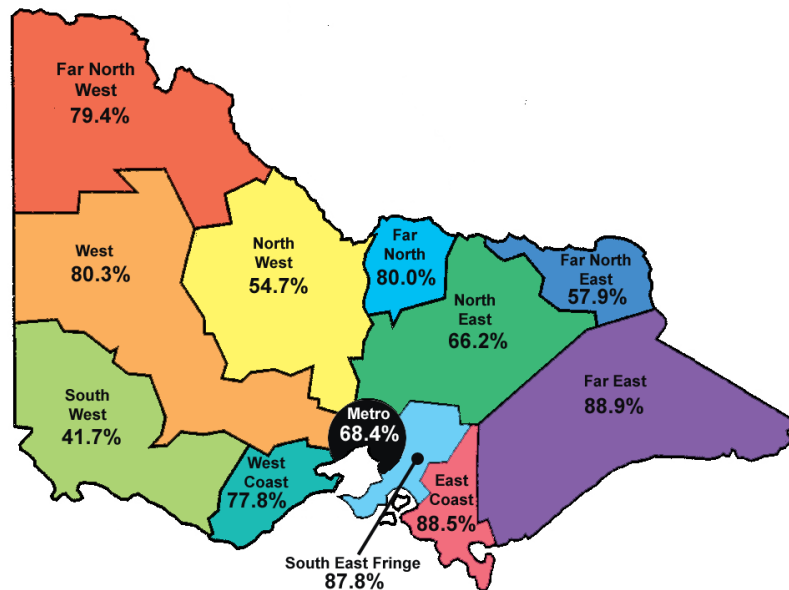 Far North
West
79.4%
West
80.3%
North
West
54.7%
Far
North
80.0%
Far North
East
57.9%
North
East
66.2%
Far East
88.9%
South
West
41.7%
Metro
68.4%
West
Coast
77.8%
East
Coast
88.5%
South East Fringe
87.8%